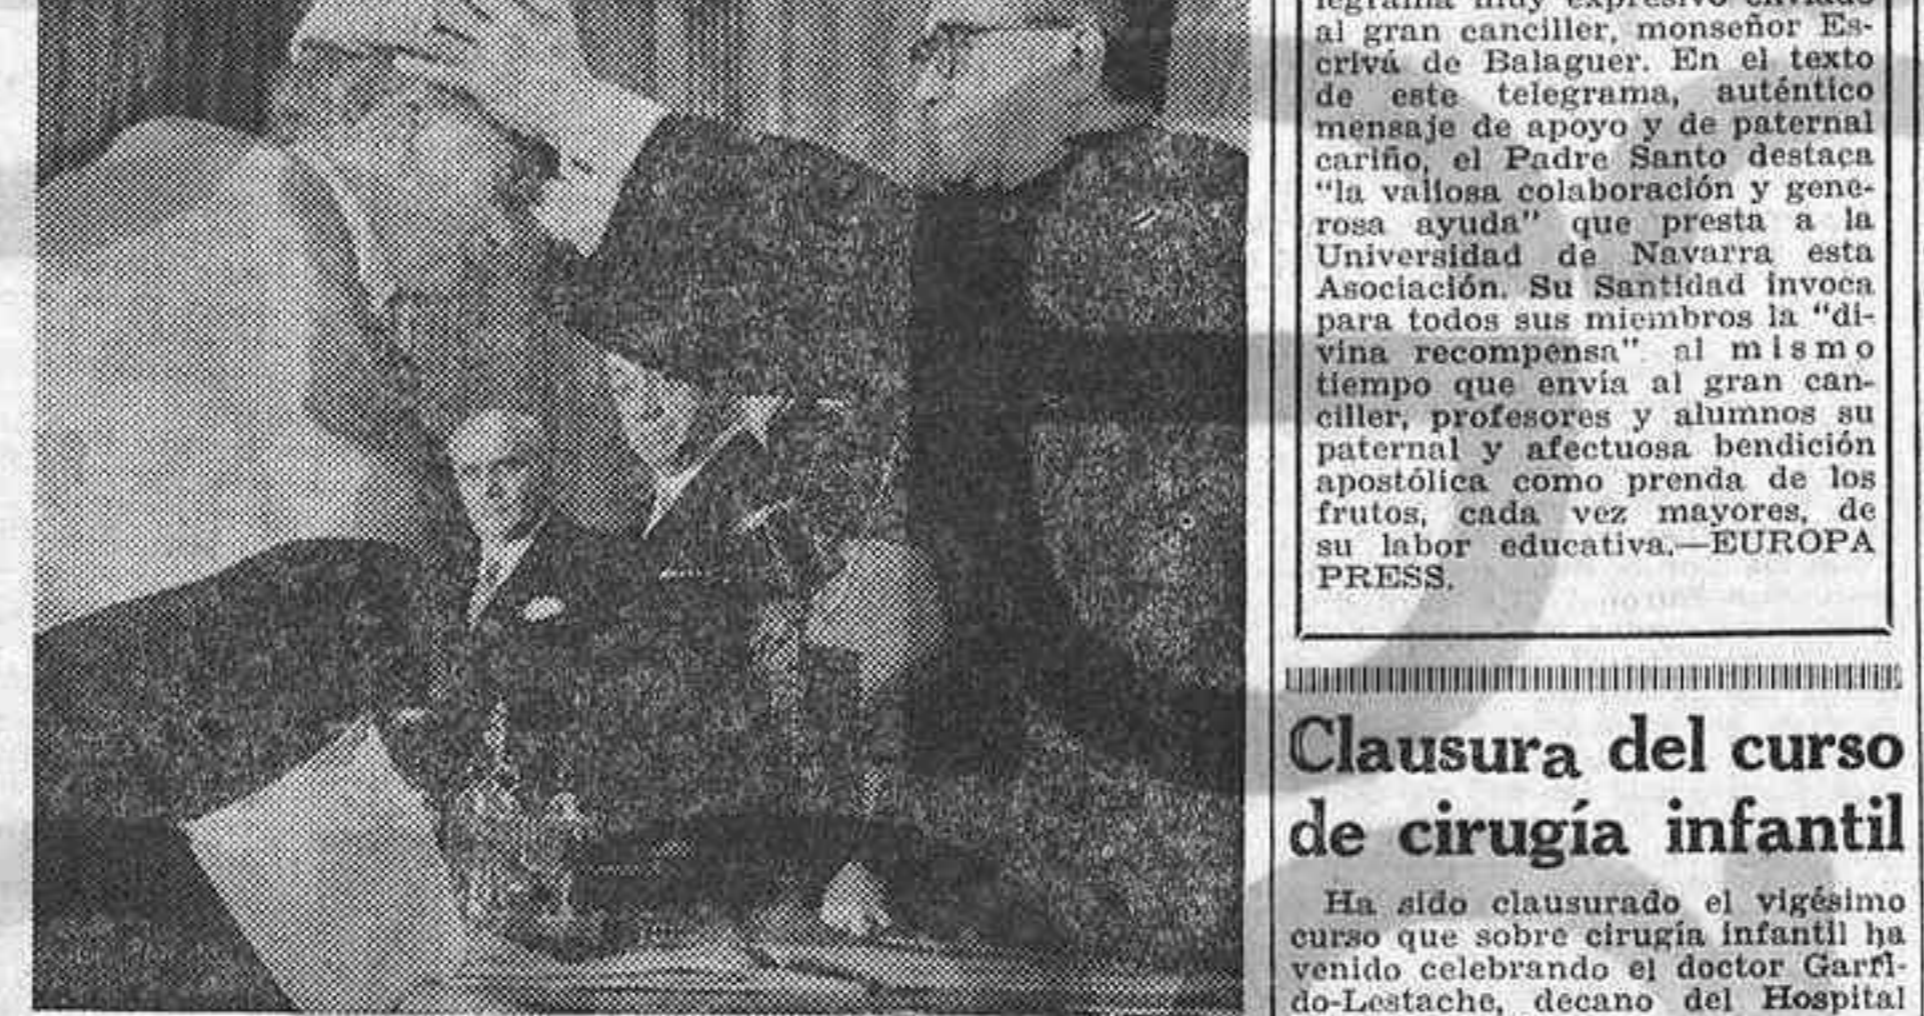 legrama muy expresivo enviado
al gran canciller, monseñor Es-
crivá de Balaguer. En el texto
de este telegrama, auténtico
mensaje de apoyo y de paternal
cariño, el Padre Santo destaca
“la valiosa colaboración y gene-
rosa ayuda” que presta a la
Universidad de Navarra esta
Asociación. Su Santidad invoca
para todos sus miembros la “di-
vina recompensa” al mismo
tiempo que envía al gran can-
ciller, profesores y alumnos su
paternal y afectuosa bendición
apostólica como prenda de los
frutos, cada vez mayores, de
su labor educativa.—EUROPA
PRESS.
Clausura del curso
de cirugía infantil
Ha sido clausurado el vigésimo
curso que sobre cirugía infantil ha
venido celebrando el doctor Garri-
do-Lestache, decano del Hospital